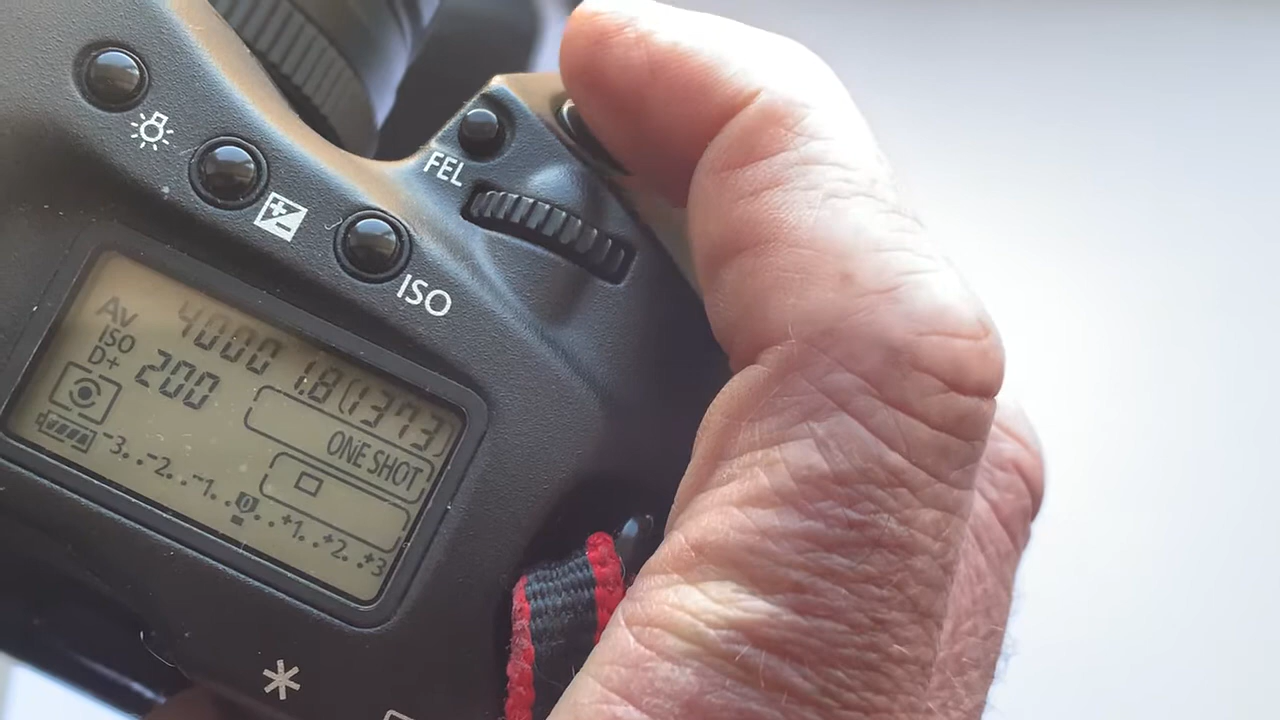 FEL
ISO
Av 4000 1.8 (1373)
ISO
D+ 200
ONE SHOT
-3..-2..-1..0..+1..+2..+3